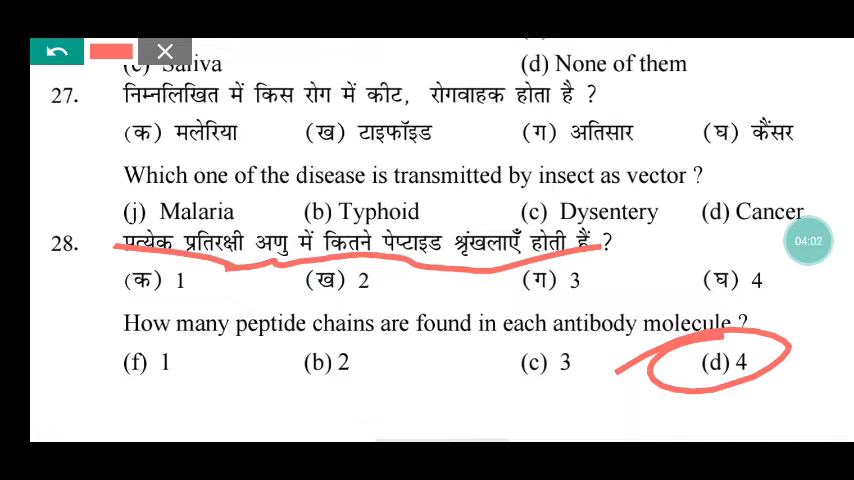 (c) Saliva (d) None of them
27. निम्नलिखित में किस रोग में कीट, रोगवाहक होता है ?
(क) मलेरिया (ख) टाइफॉइड (ग) अतिसार (घ) कैंसर
Which one of the disease is transmitted by insect as vector ?
(j) Malaria (b) Typhoid (c) Dysentery (d) Cancer
04:02
28. प्रत्येक प्रतिरक्षी अणु में कितने पेप्टाइड श्रृंखलाएँ होती हैं ?
(क) 1 (ख) 2 (ग) 3 (घ) 4
How many peptide chains are found in each antibody molecule ?
(f) 1 (b) 2 (c) 3 (d) 4